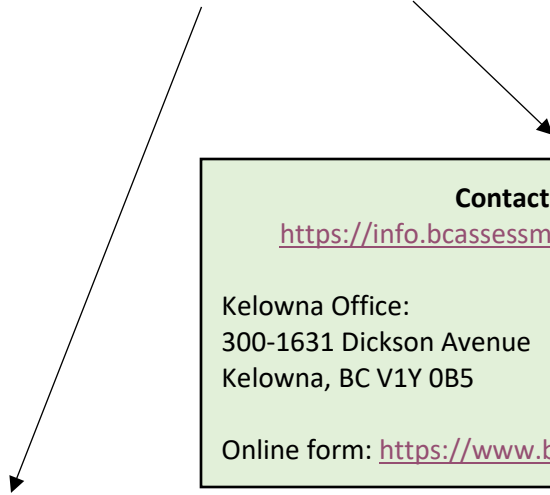 Contact
https://info.bcassessm
Kelowna Office:
300-1631 Dickson Avenue
Kelowna, BC V1Y 0B5
Online form: https://www.b